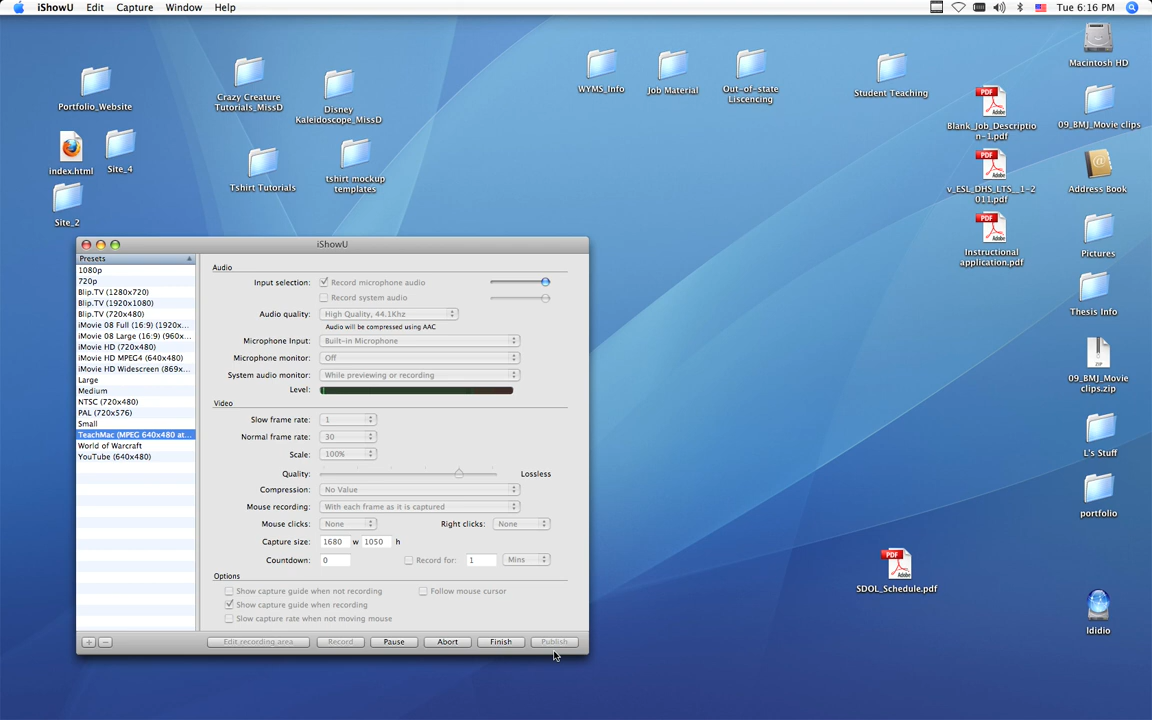 iShowU Edit Capture Window Help Tue 6:16 PM
Macintosh HD
Portfolio_Website
Crazy Creature
Tutorials_MissD
Disney
Kaleidoscope_MissD
WYMS_Info
Job Material
Out-of-state
Liscencing
Student Teaching
Blank_Job_Descriptio
n-1.pdf
09_BMJ_Movie clips
index.html
Site_4
Tshirt Tutorials
tshirt mockup
templates
v_ESL_DHS_LTS__1-2
011.pdf
Address Book
Site_2
Instructional
application.pdf
Pictures
Thesis Info
ZIP
09_BMJ_Movie
clips.zip
L's Stuff
portfolio
PDF
Adobe
SDOL_Schedule.pdf
ldidio
iShowU
Presets
1080p
720p
Blip.TV (1280x720)
Blip.TV (1920x1080)
Blip.TV (720x480)
iMovie 08 Full (16:9) (1920x...
iMovie 08 Large (16:9) (960x...
iMovie HD (720x480)
iMovie HD MPEG4 (640x480)
iMovie HD Widescreen (869x...
Large
Medium
NTSC (720x480)
PAL (720x576)
Small
TeachMac (MPEG 640x480 at...
World of Warcraft
YouTube (640x480)
Audio
Input selection: Record microphone audio
Record system audio
Audio quality: High Quality, 44.1Khz
Audio will be compressed using AAC
Microphone Input: Built-in Microphone
Microphone monitor: Off
System audio monitor: While previewing or recording
Level:
Video
Slow frame rate: 1
Normal frame rate: 30
Scale: 100%
Quality: Lossless
Compression: No Value
Mouse recording: With each frame as it is captured
Mouse clicks: None Right clicks: None
Capture size: 1680 w 1050 h
Countdown: 0 Record for: 1 Mins
Options
Show capture guide when not recording Follow mouse cursor
Show capture guide when recording
Slow capture rate when not moving mouse
+ − Edit recording area Record Pause Abort Finish Publish